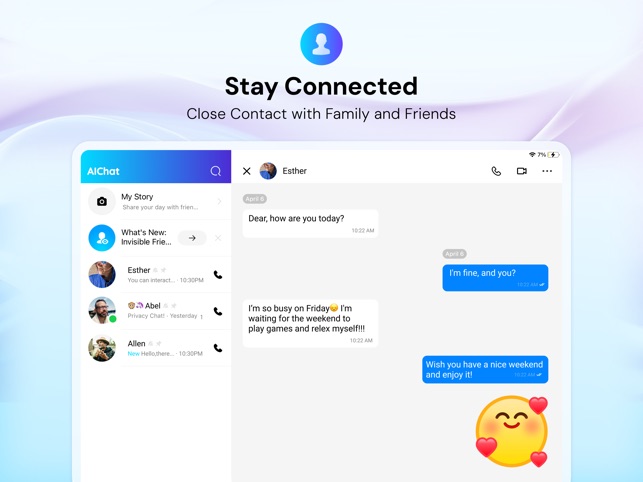 Stay Connected
Close Contact with Family and Friends
7%
AIChat
My Story
Share your day with frien...
What's New:
Invisible Frie...
Esther
You can interact... · 10:30PM
Abel
Privacy Chat! · Yesterday
Allen
New Hello,there... · 10:30PM
Esther
April 6
Dear, how are you today?
10:22 AM
April 6
I'm fine, and you?
10:22 AM
I'm so busy on Friday I'm
waiting for the weekend to
play games and relex myself!!!
10:22 AM
Wish you have a nice weekend
and enjoy it!
10:22 AM